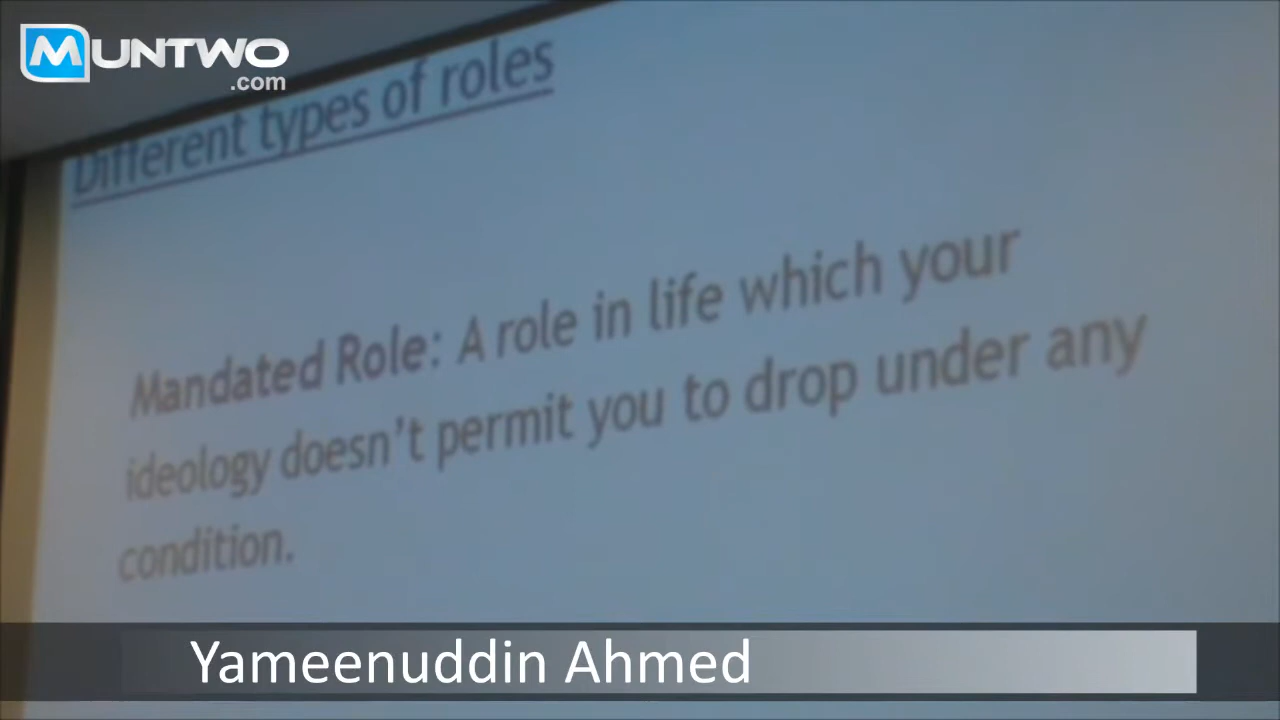 MUNTWO
.com
Different types of roles
Mandated Role: A role in life which your
ideology doesn't permit you to drop under any
condition.
Yameenuddin Ahmed